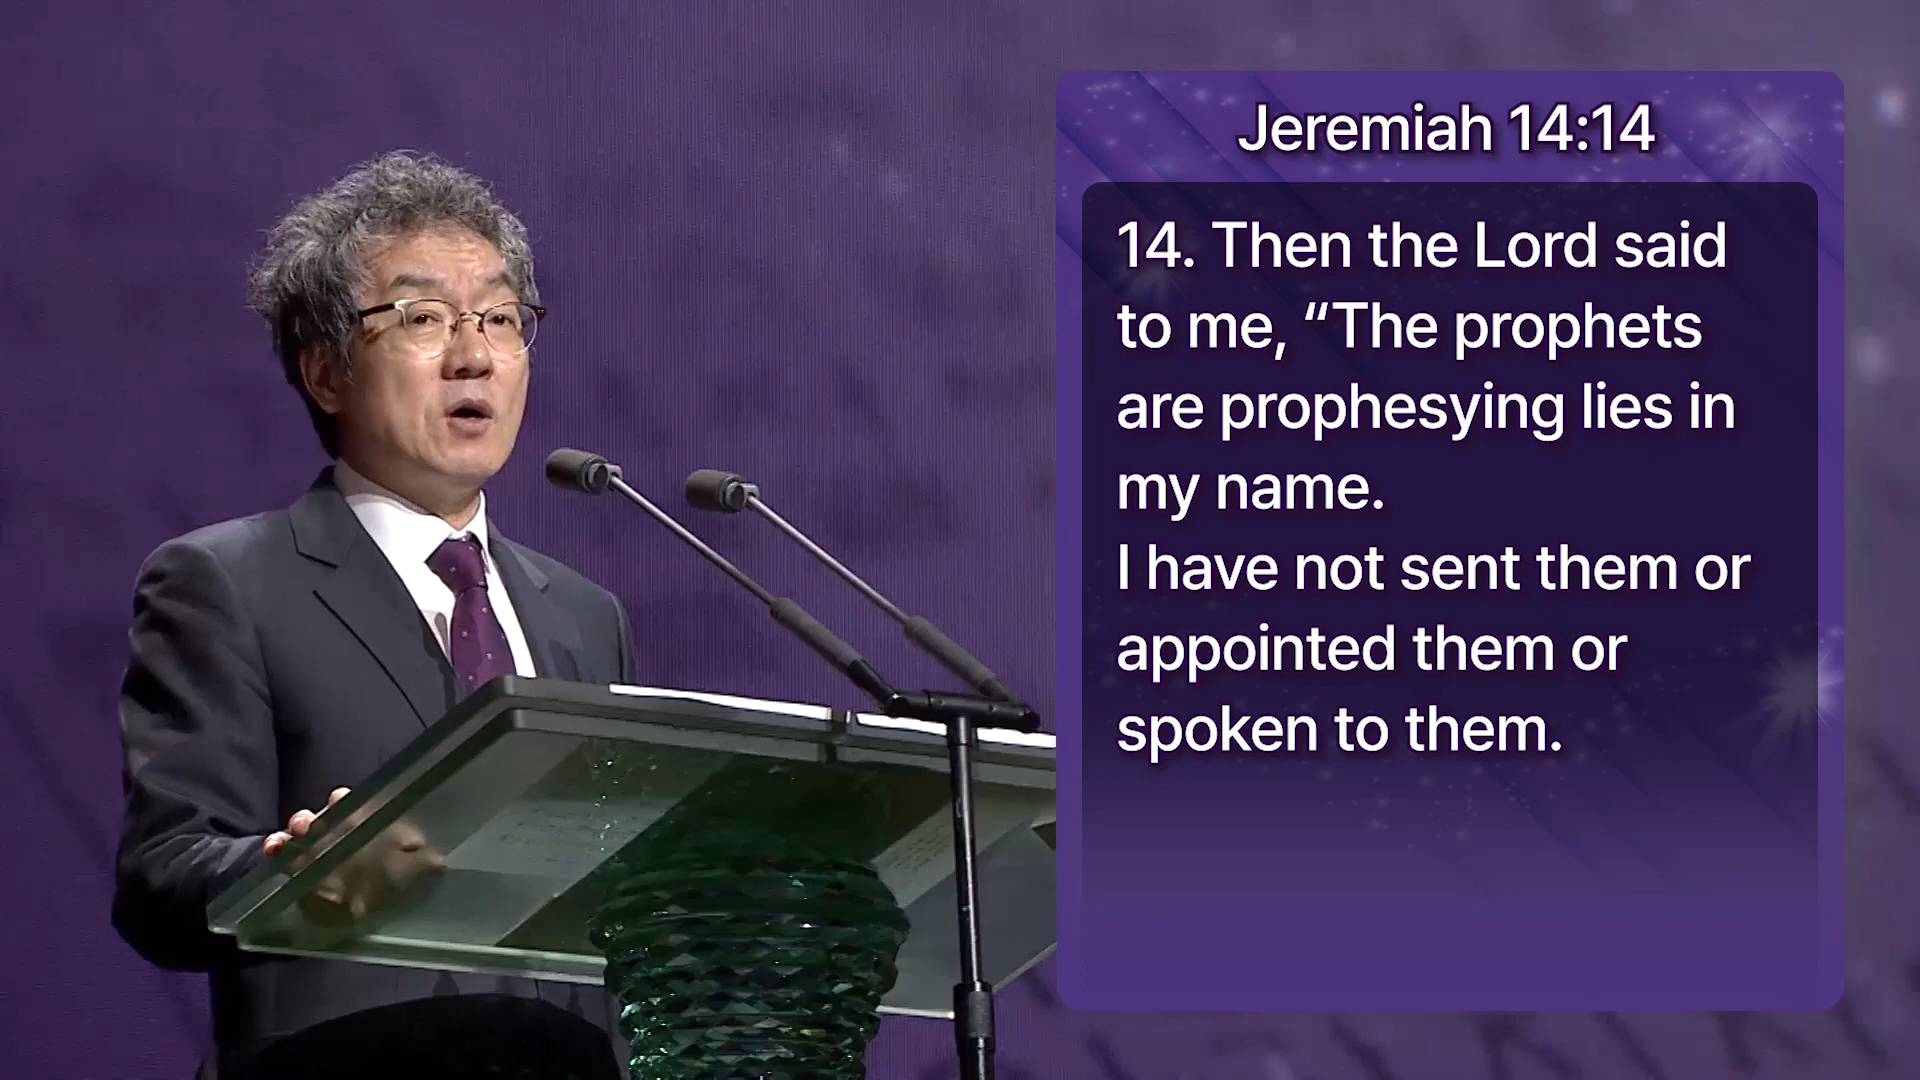 Jeremiah 14:14
14. Then the Lord said
to me, “The prophets
are prophesying lies in
my name.
I have not sent them or
appointed them or
spoken to them.